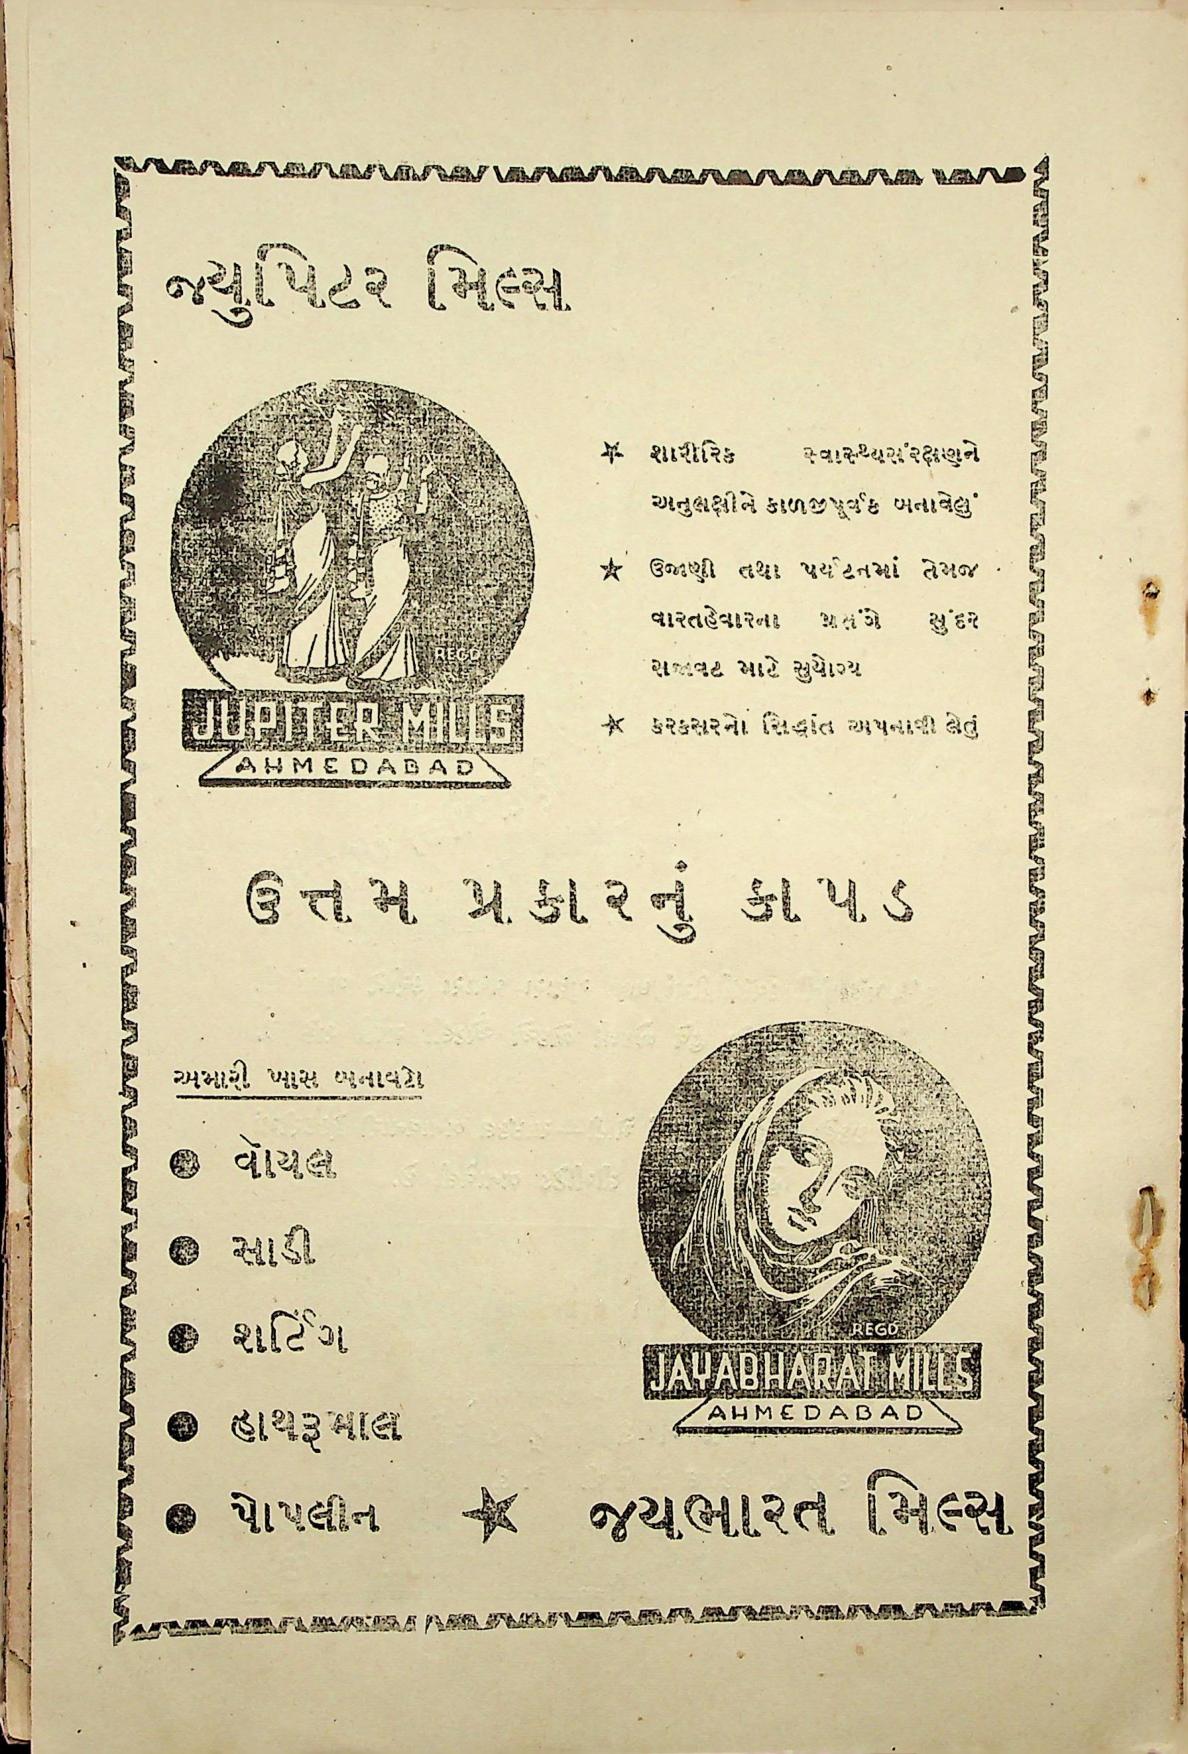 જ્યુપિટર મિલ્સ
REGD
JUPITER MILLS
AHMEDABAD
★ શારીરિક સ્વાસ્થ્યસંરક્ષણને
અનુલક્ષીને કાળજીપૂર્વક બનાવેલું
★ ઉજાણી તથા પર્યટનમાં તેમજ
વારતહેવારના પ્રસંગે સુંદર
સજાવટ માટે સુયોગ્ય
★ કરકસરનો સિદ્ધાંત અપનાવી લેતું
ઉત્તમ પ્રકારનું કાપડ
અમારી ખાસ બનાવટો
● વૉયલ
● સાડી
● શર્ટિંગ
● હાથરૂમાલ
● પોપલીન
REGD
JAYABHARAT MILLS
AHMEDABAD
★ જયભારત મિલ્સ